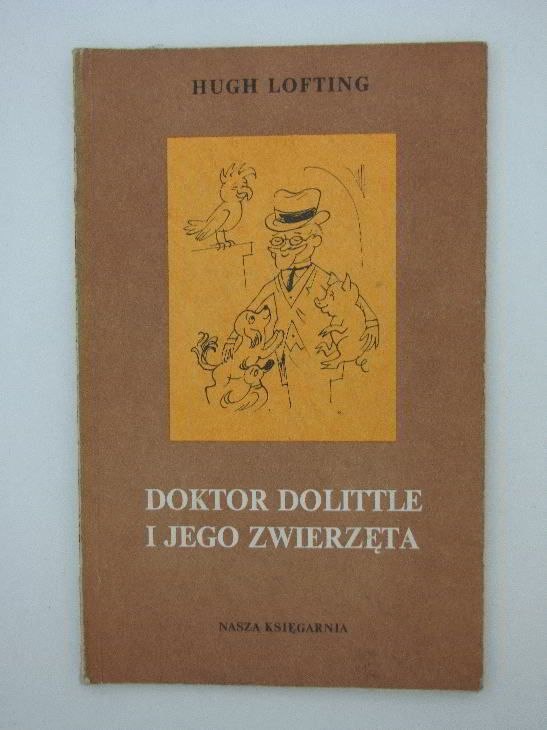 HUGH LOFTING
DOKTOR DOLITTLE
I JEGO ZWIERZĘTA
NASZA KSIĘGARNIA